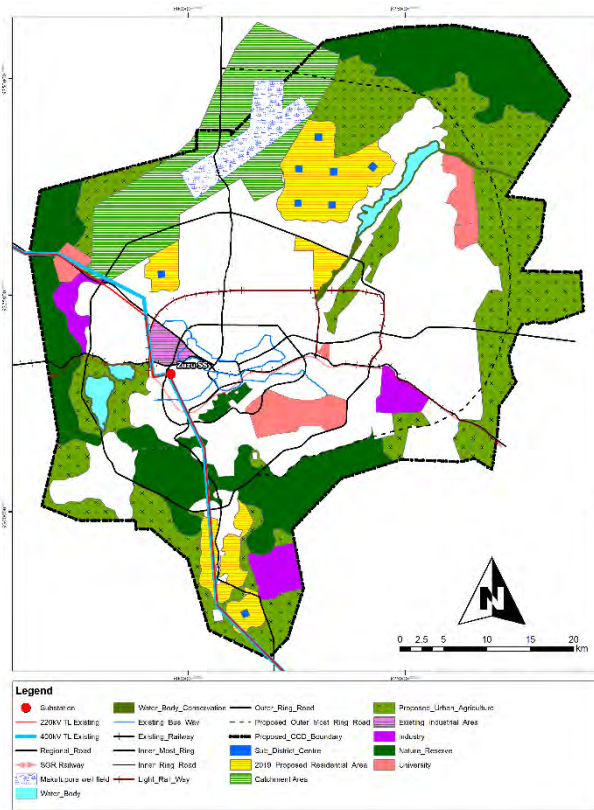 Zuzu SS
N
0 2.5 5 10 15 20
km
Legend
Substation
220kV TL Existing
400kV TL Existing
Regional_Road
SGR Railway
Makutupora well field
Water_Body
Water_Body_Conservation
Existing Bus Way
Existing_Railway
Inner_Most_Ring
Inner Ring Road
Light_Rail_Way
Outer_Ring_Road
Proposed Outer Most Ring Road
Proposed_CCD_Boundary
Sub_District_Centre
2019 Proposed Residential Area
Catchment Area
Proposed_Urban_Agriculture
Existing Industrial Area
Industry
Nature_Reserve
University